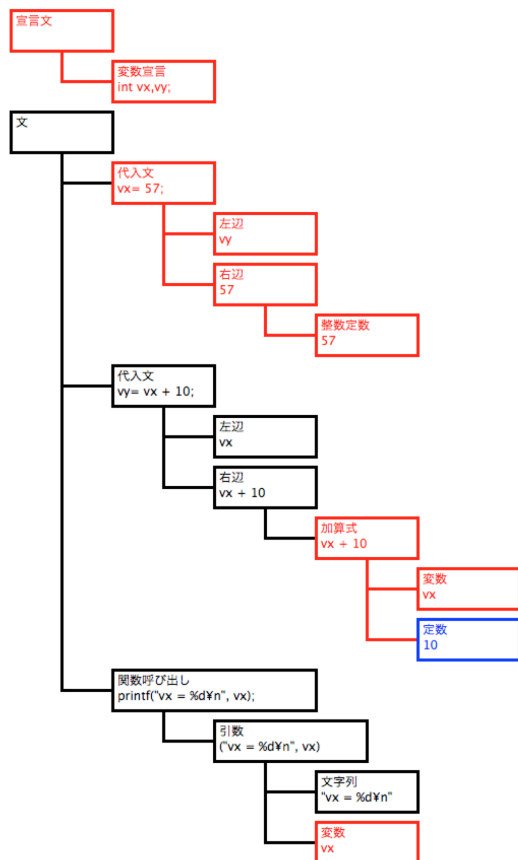 宣言文
変数宣言
int vx,vy;
文
代入文
vx= 57;
左辺
vy
右辺
57
整数定数
57
代入文
vy= vx + 10;
左辺
vx
右辺
vx + 10
加算式
vx + 10
変数
vx
定数
10
関数呼び出し
printf("vx = %d¥n", vx);
引数
("vx = %d¥n", vx)
文字列
"vx = %d¥n"
変数
vx